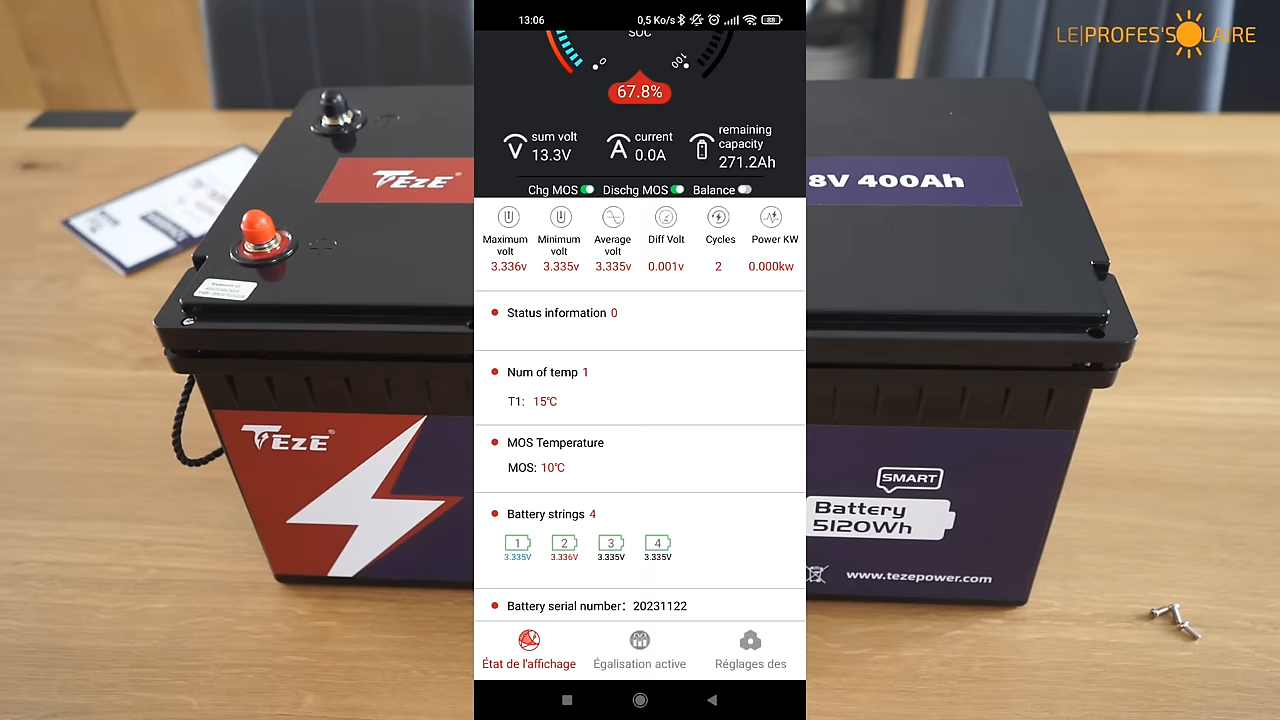 13:06
0,5 Ko/s
88
LE|PROFES'SOLAIRE
SOC
0
100
67.8%
sum volt
13.3V
current
0.0A
remaining
capacity
271.2Ah
Chg MOS
Dischg MOS
Balance
TEZE
8V 400Ah
Maximum
volt
3.336v
Minimum
volt
3.335v
Average
volt
3.335v
Diff Volt
0.001v
Cycles
2
Power KW
0.000kw
Status information 0
Num of temp 1
T1: 15℃
MOS Temperature
MOS: 10℃
Battery strings 4
1
2
3
4
3.335V
3.336V
3.335V
3.335V
Battery serial number：20231122
État de l'affichage
Égalisation active
Réglages des
TEZE
SMART
Battery
5120Wh
www.tezepower.com